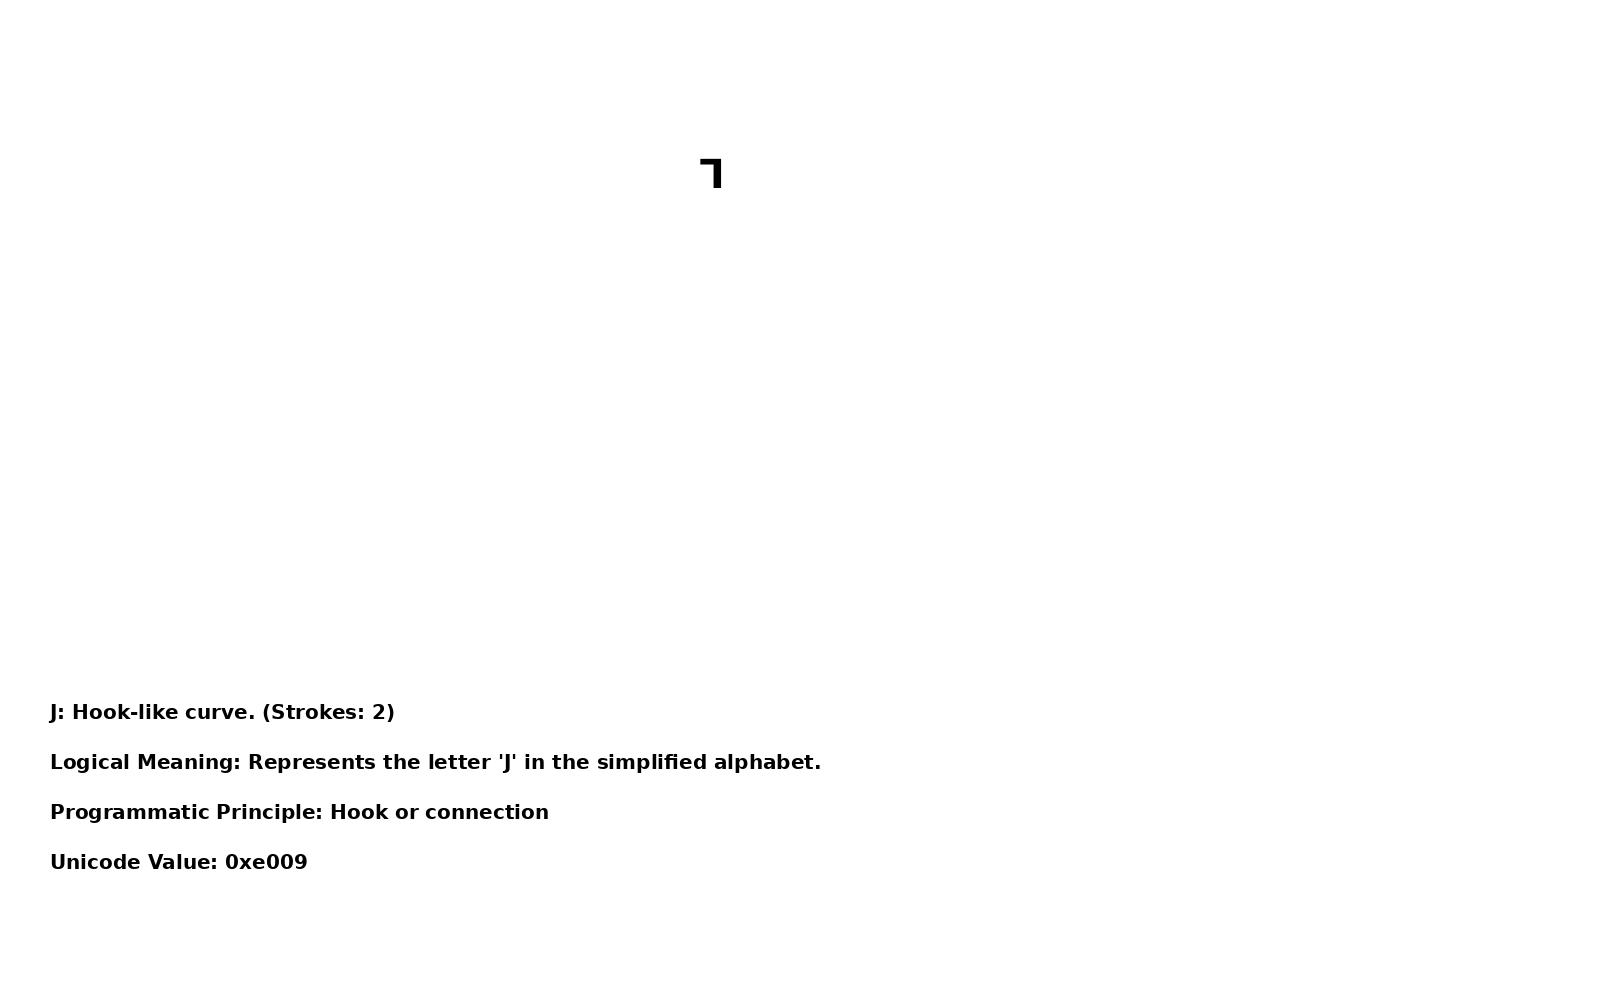 ㄱ
J: Hook-like curve. (Strokes: 2)
Logical Meaning: Represents the letter 'J' in the simplified alphabet.
Programmatic Principle: Hook or connection
Unicode Value: 0xe009